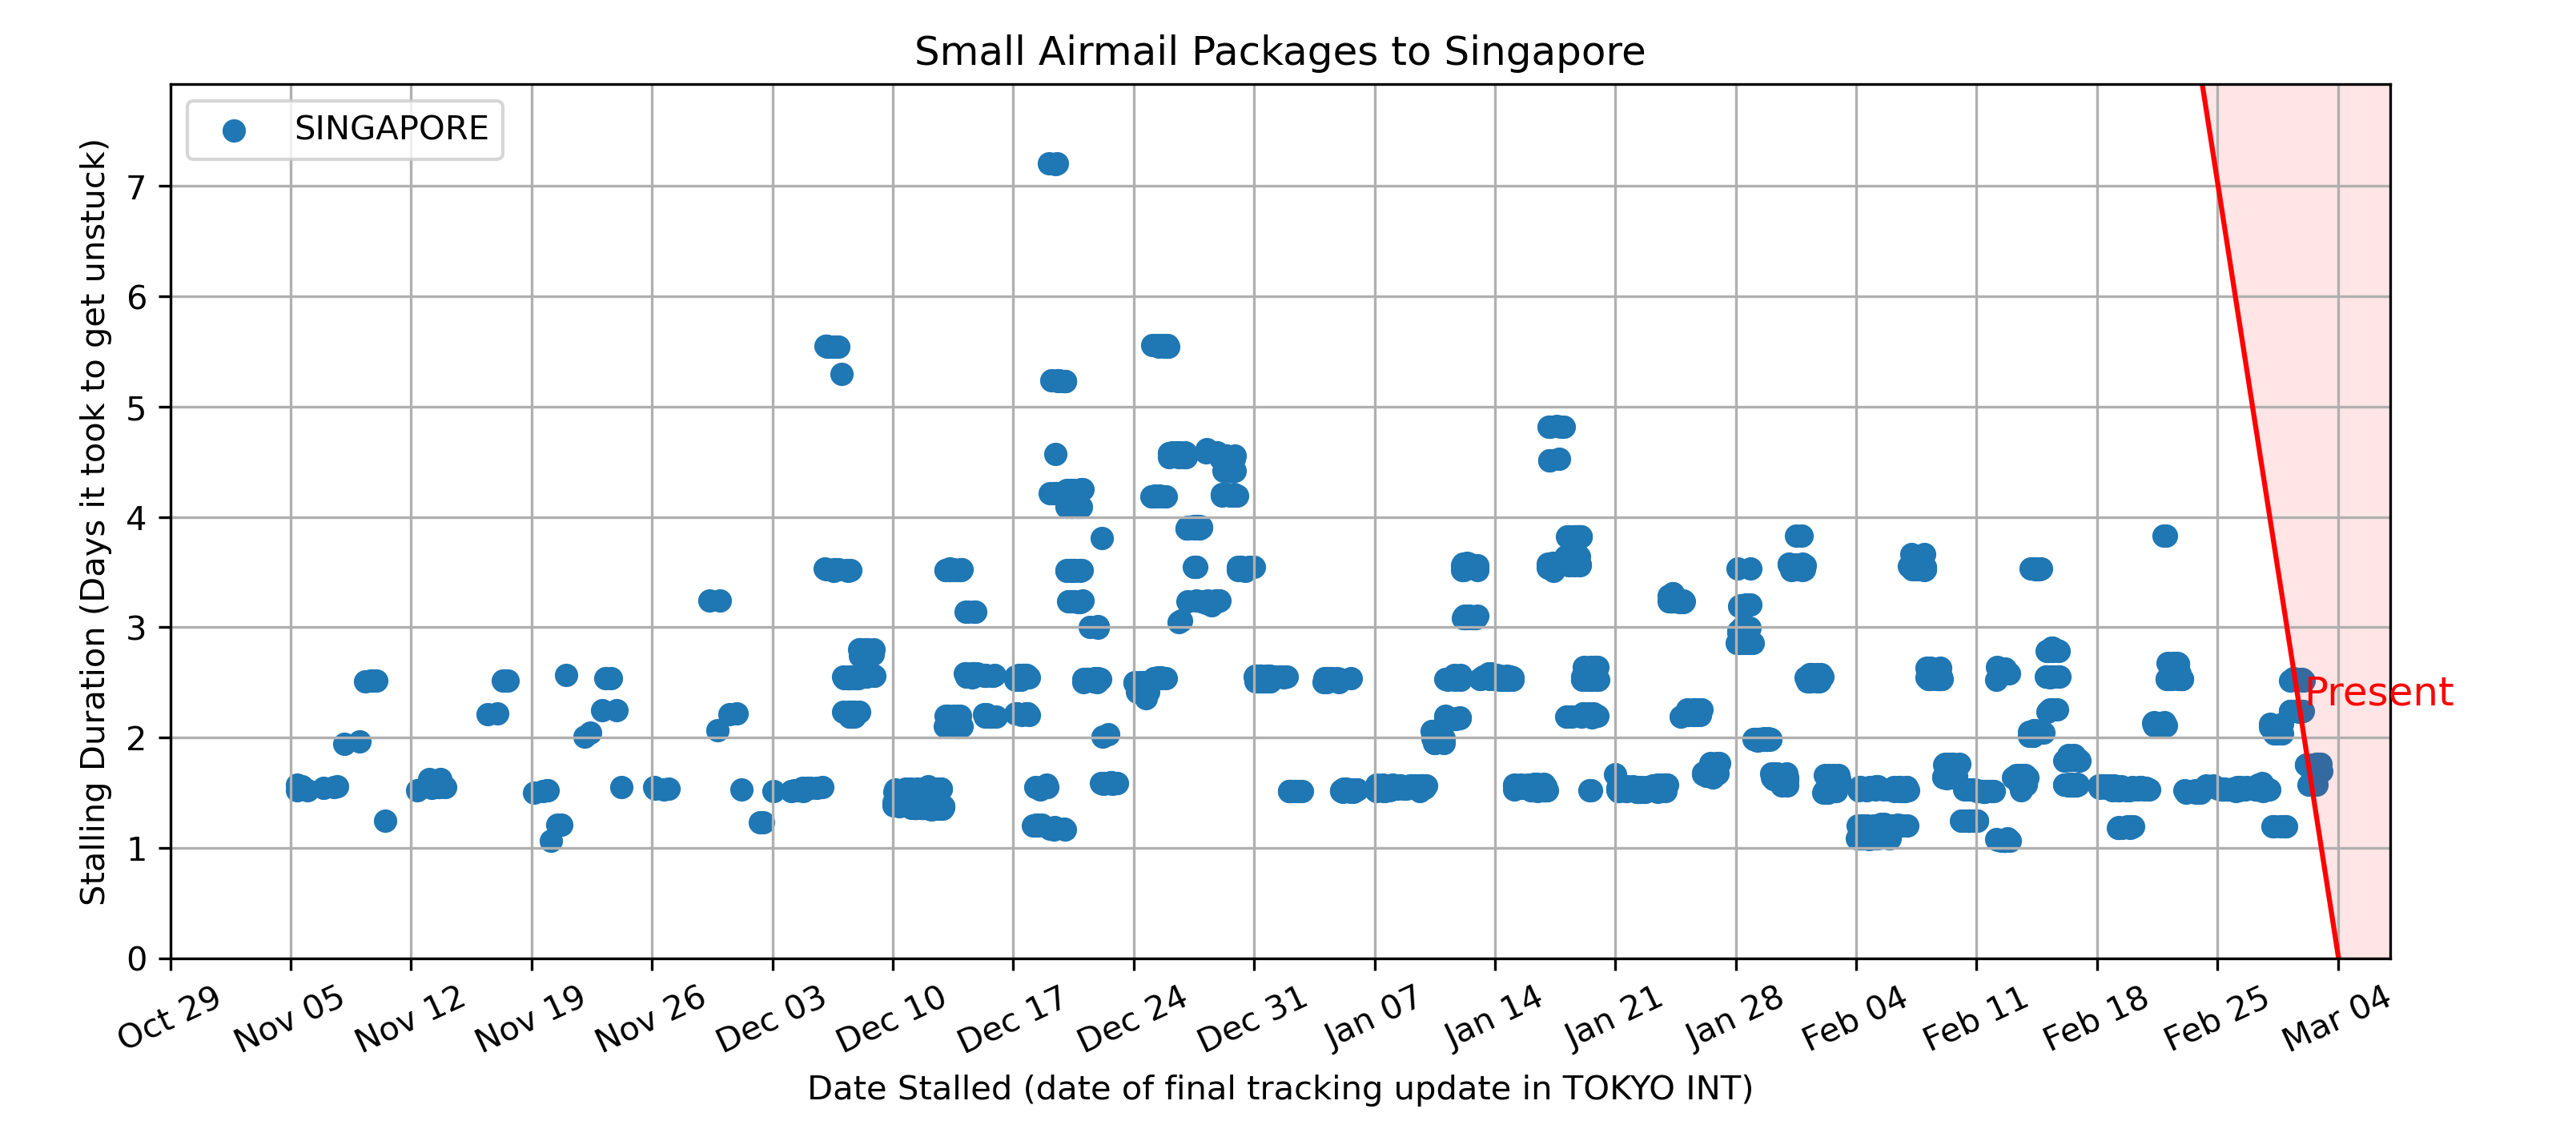 Small Airmail Packages to Singapore
SINGAPORE
Stalling Duration (Days it took to get unstuck)
7
6
5
4
3
2
1
0
Present
Oct 29
Nov 05
Nov 12
Nov 19
Nov 26
Dec 03
Dec 10
Dec 17
Dec 24
Dec 31
Jan 07
Jan 14
Jan 21
Jan 28
Feb 04
Feb 11
Feb 18
Feb 25
Mar 04
Date Stalled (date of final tracking update in TOKYO INT)